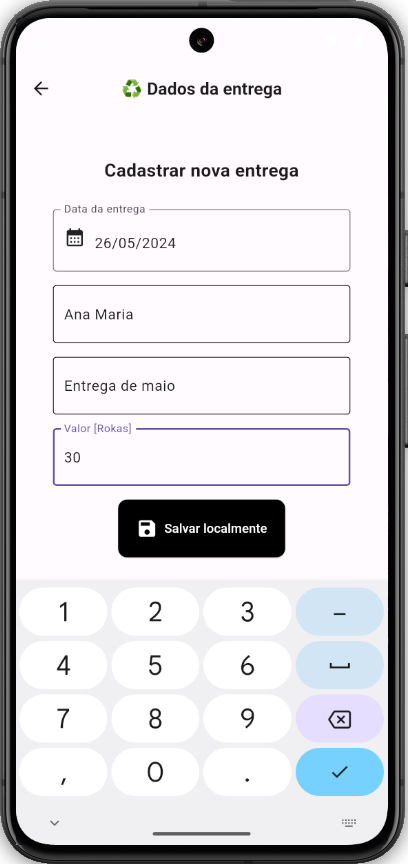 Dados da entrega
Cadastrar nova entrega
Data da entrega
26/05/2024
Ana Maria
Entrega de maio
Valor [Rokas]
30
Salvar localmente
1 2 3 –
4 5 6
7 8 9
, 0 .